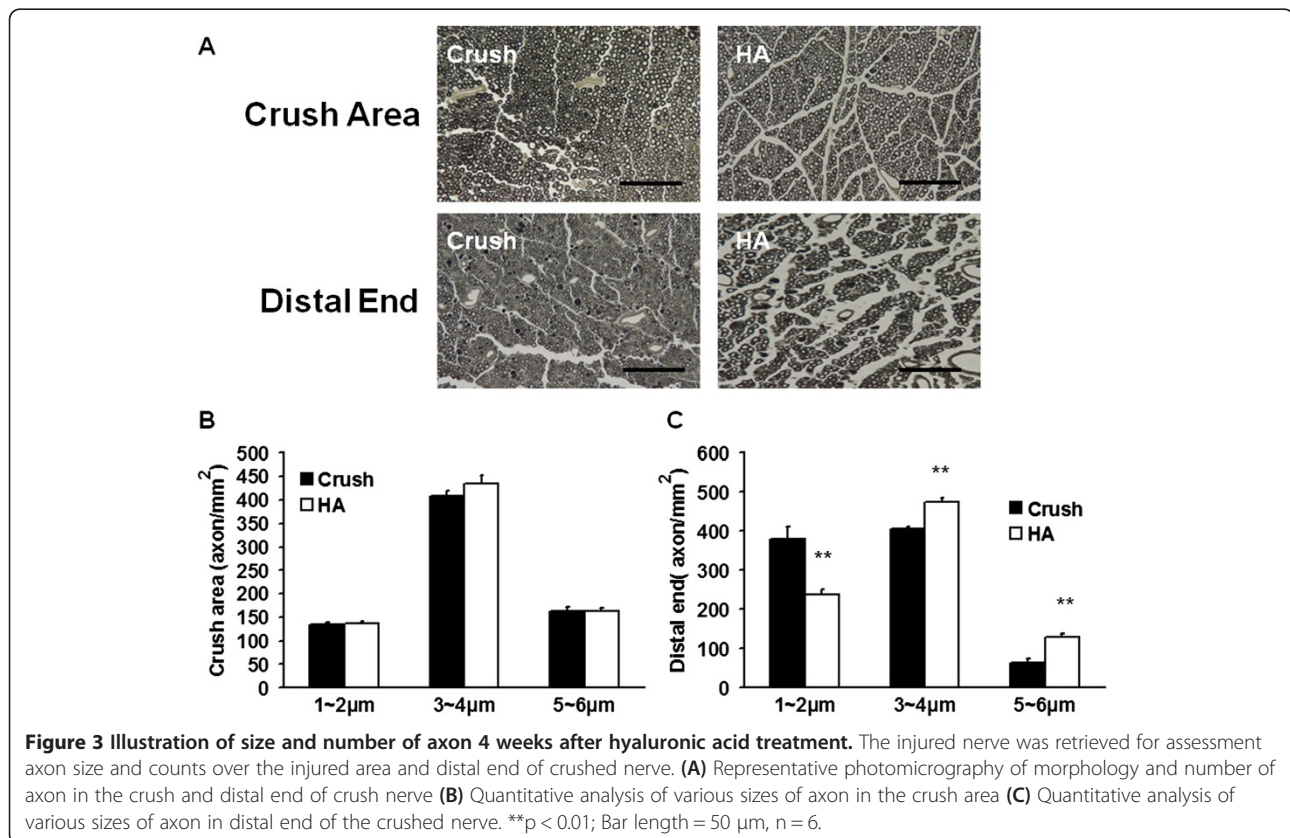 A
Crush
HA
Crush Area
Crush
HA
Distal End
B
Crush area (axon/mm²)
500
450
400
350
300
250
200
150
100
50
0
Crush
HA
1~2µm
3~4µm
5~6µm
C
Distal end( axon/mm²)
600
500
400
300
200
100
0
**
**
**
Crush
HA
1~2µm
3~4µm
5~6µm
Figure 3 Illustration of size and number of axon 4 weeks after hyaluronic acid treatment. The injured nerve was retrieved for assessment
axon size and counts over the injured area and distal end of crushed nerve. (A) Representative photomicrography of morphology and number of
axon in the crush and distal end of crush nerve (B) Quantitative analysis of various sizes of axon in the crush area (C) Quantitative analysis of
various sizes of axon in distal end of the crushed nerve. **p < 0.01; Bar length = 50 µm, n = 6.